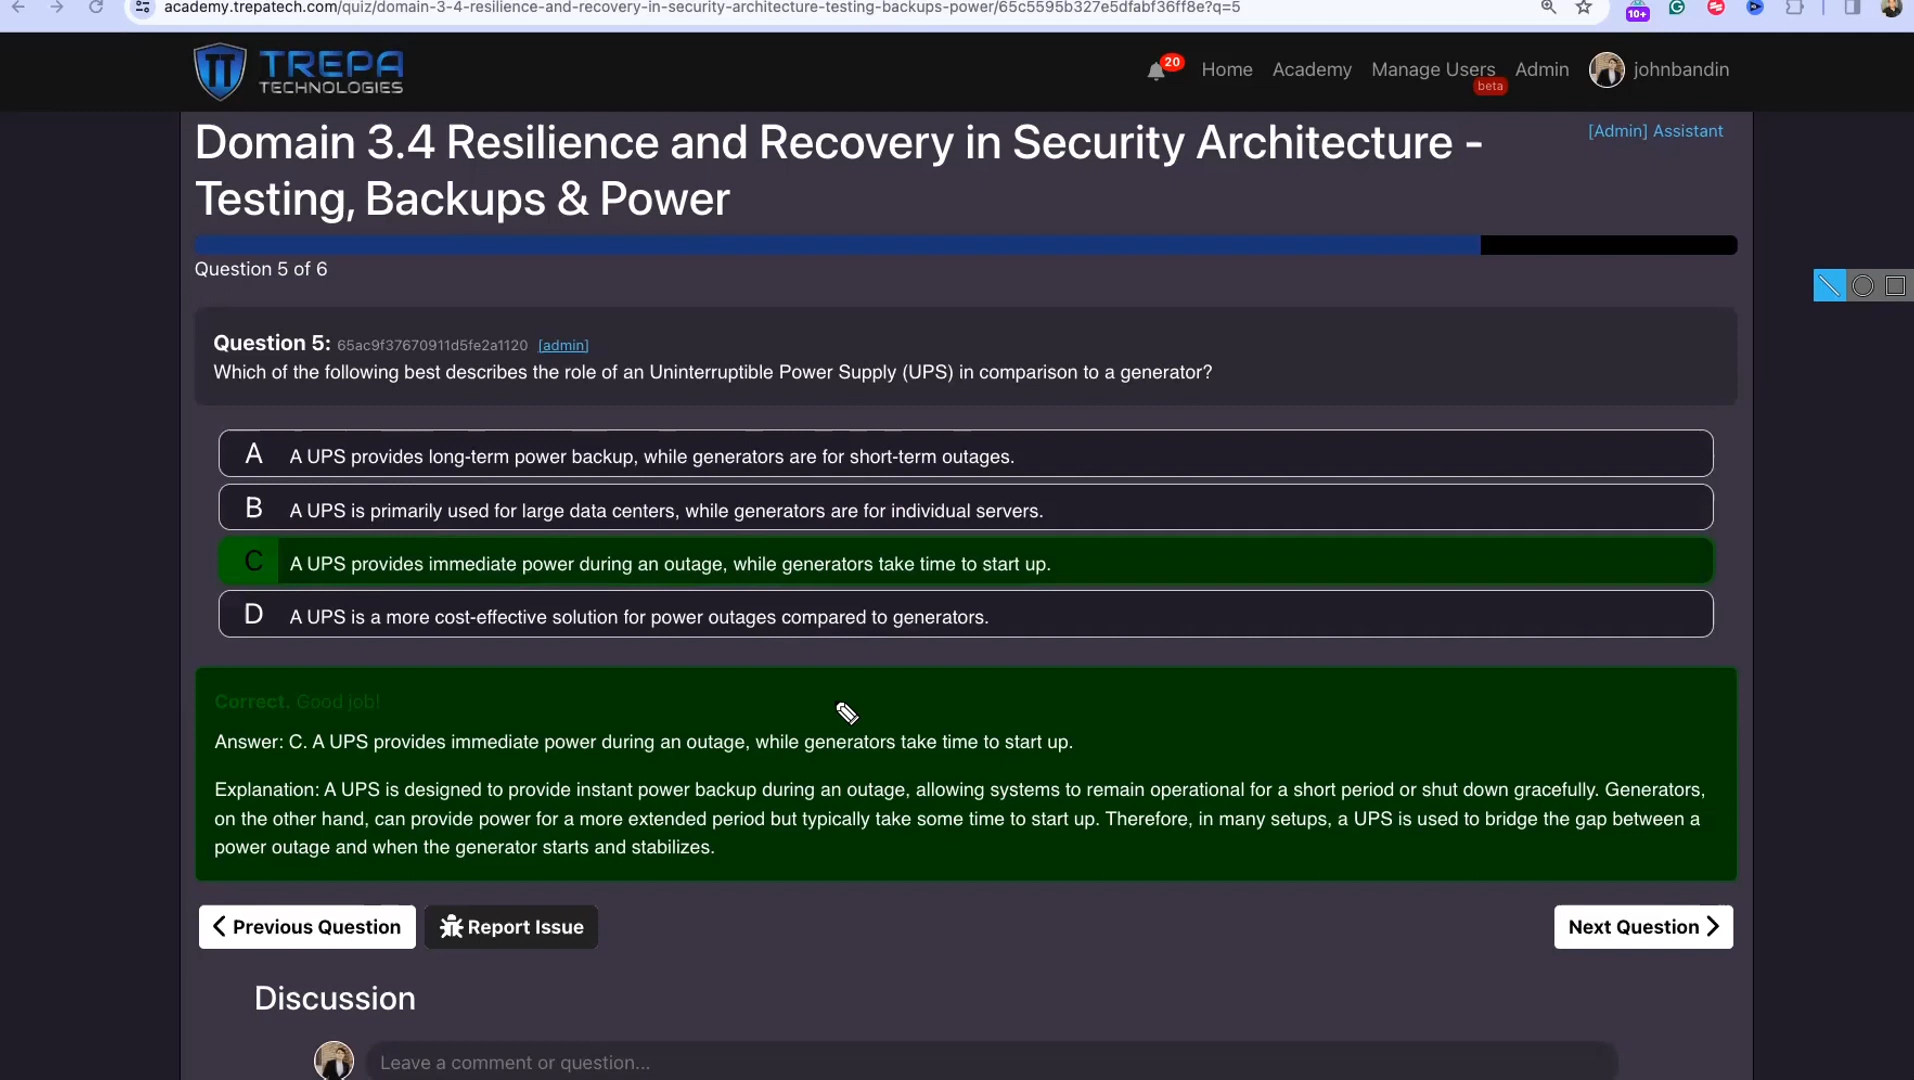 academy.trepatech.com/quiz/domain-3-4-resilience-and-recovery-in-security-architecture-testing-backups-power/65c5595b327e5dfabf36ff8e?q=5
10+
TREPA
TECHNOLOGIES
20
Home
Academy
Manage Users
beta
Admin
johnbandin
Domain 3.4 Resilience and Recovery in Security Architecture -
Testing, Backups & Power
[Admin] Assistant
Question 5 of 6
Question 5: 65ac9f37670911d5fe2a1120 [admin]
Which of the following best describes the role of an Uninterruptible Power Supply (UPS) in comparison to a generator?
A A UPS provides long-term power backup, while generators are for short-term outages.
B A UPS is primarily used for large data centers, while generators are for individual servers.
C A UPS provides immediate power during an outage, while generators take time to start up.
D A UPS is a more cost-effective solution for power outages compared to generators.
Correct. Good job!
Answer: C. A UPS provides immediate power during an outage, while generators take time to start up.
Explanation: A UPS is designed to provide instant power backup during an outage, allowing systems to remain operational for a short period or shut down gracefully. Generators,
on the other hand, can provide power for a more extended period but typically take some time to start up. Therefore, in many setups, a UPS is used to bridge the gap between a
power outage and when the generator starts and stabilizes.
Previous Question
Report Issue
Next Question
Discussion
Leave a comment or question...